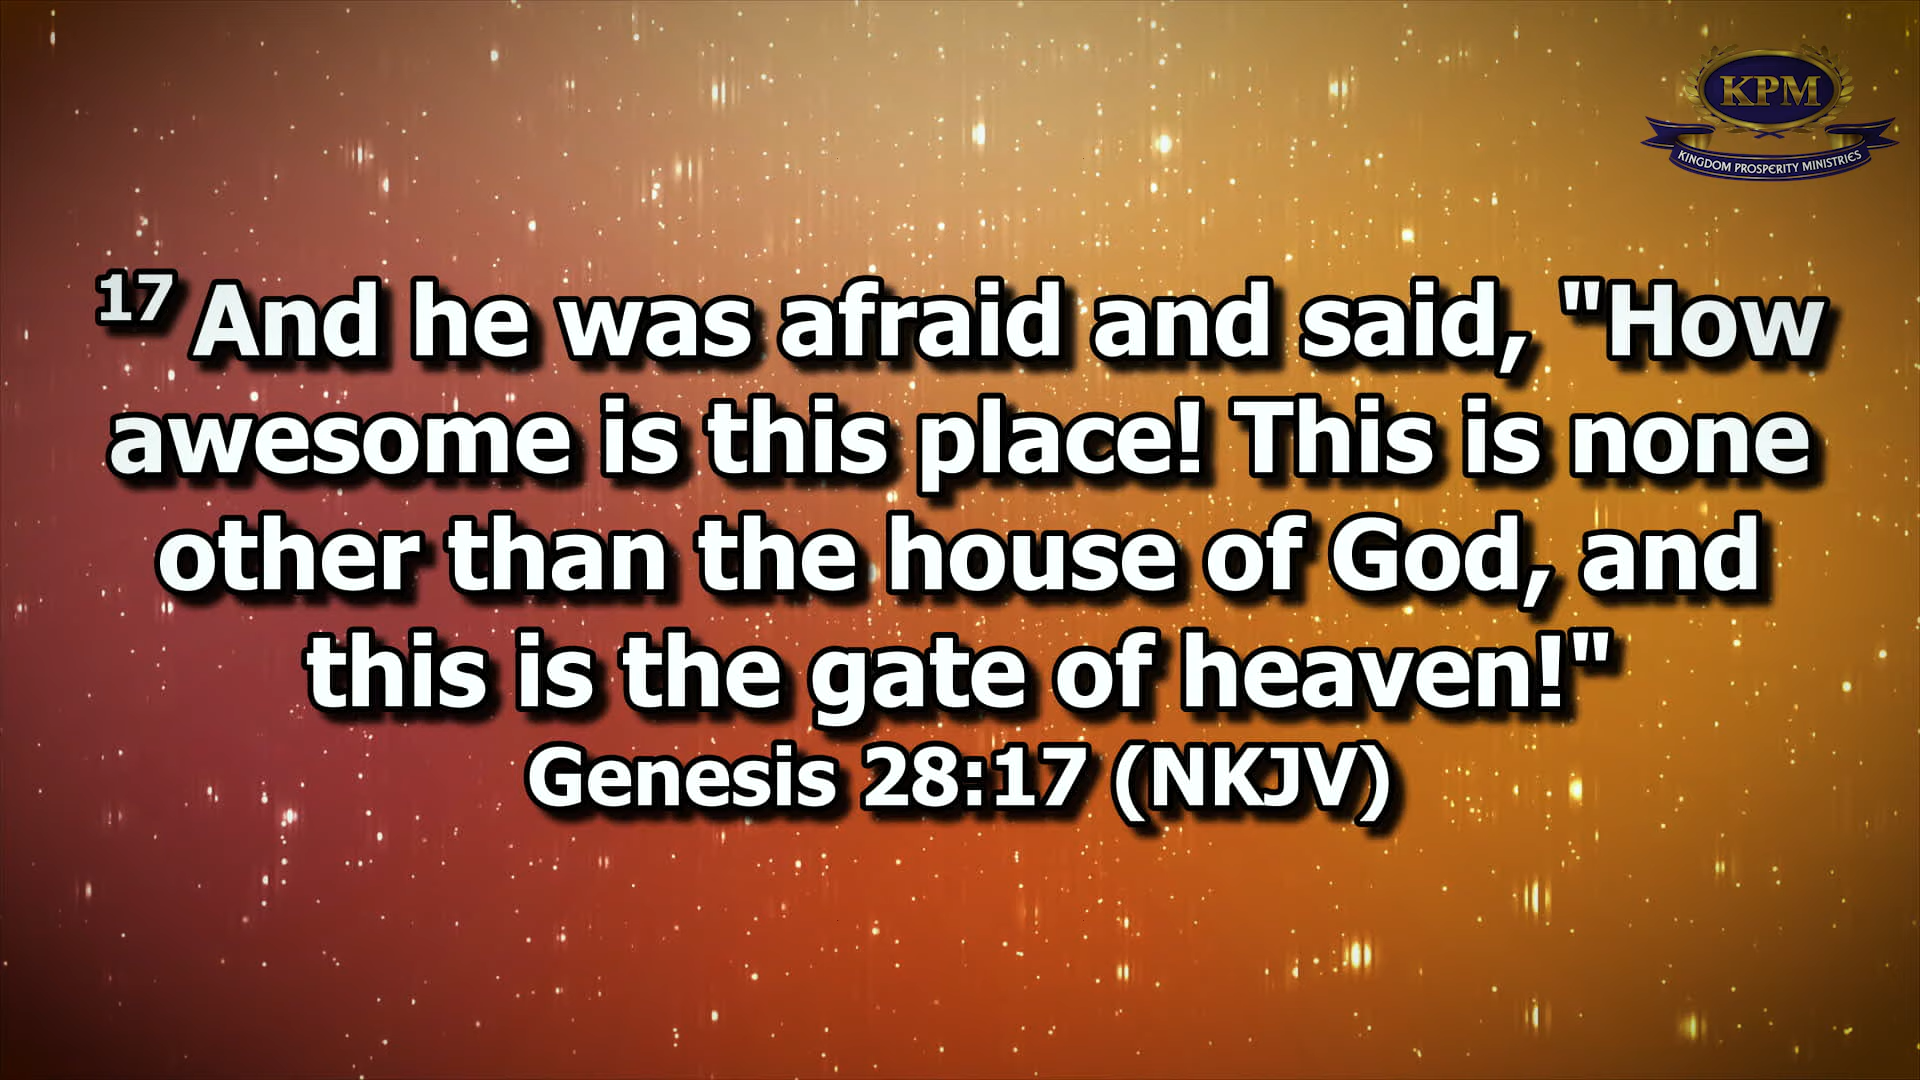 KPM
KINGDOM PROSPERITY MINISTRIES
17 And he was afraid and said, "How
awesome is this place! This is none
other than the house of God, and
this is the gate of heaven!"
Genesis 28:17 (NKJV)